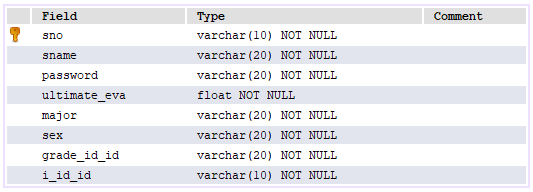 Field Type Comment
sno varchar(10) NOT NULL
sname varchar(20) NOT NULL
password varchar(20) NOT NULL
ultimate_eva float NOT NULL
major varchar(20) NOT NULL
sex varchar(20) NOT NULL
grade_id_id varchar(20) NOT NULL
i_id_id varchar(10) NOT NULL